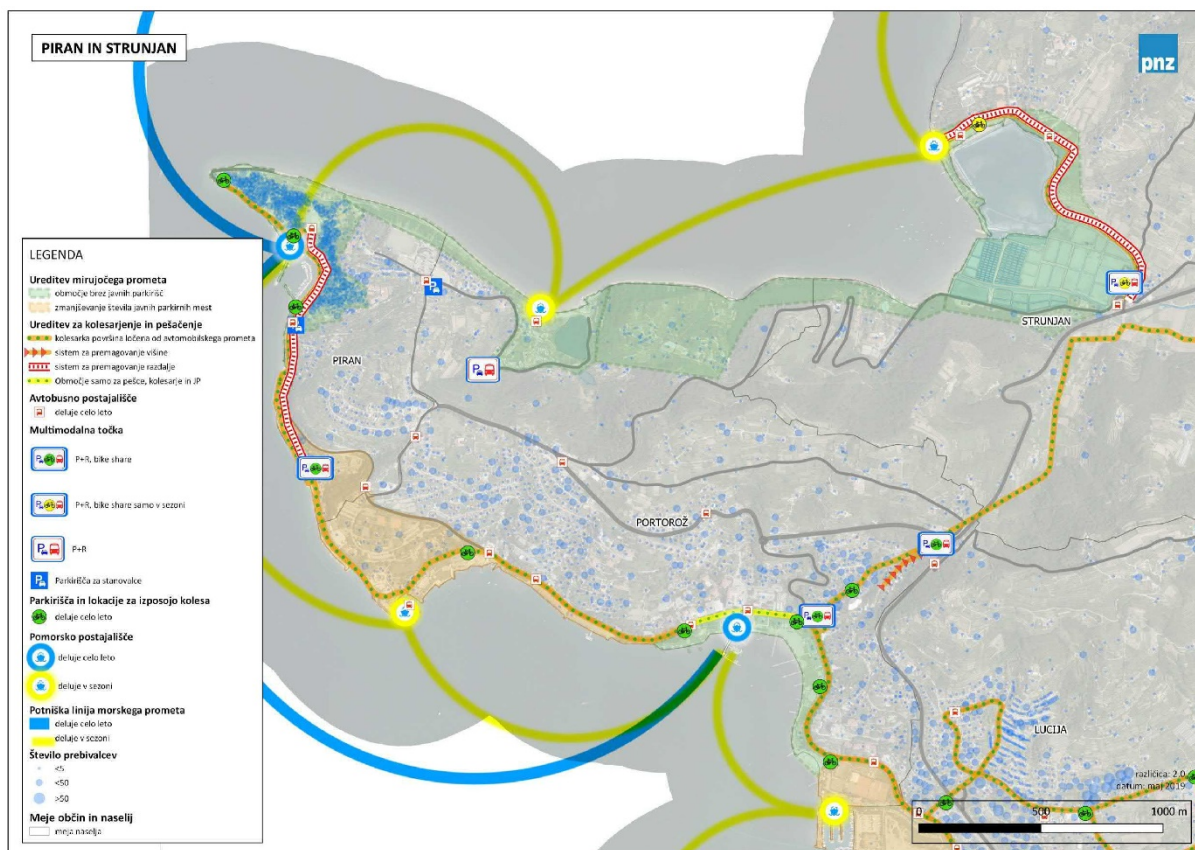 PIRAN IN STRUNJAN
pnz
STRUNJAN
PIRAN
PORTOROŽ
LUCIJA
LEGENDA
Ureditev mirujočega prometa
območje brez javnih parkirišč
zmanjševanje števila javnih parkirnih mest
Ureditev za kolesarjenje in pešačenje
kolesarka površina ločena od avtomobilskega prometa
sistem za premagovanje višine
sistem za premagovanje razdalje
Območje samo za pešce, kolesarje in JP
Avtobusno postajališče
deluje celo leto
Multimodalna točka
P+R, bike share
P+R, bike share samo v sezoni
P+R
Parkirišča za stanovalce
Parkirišča in lokacije za izposojo kolesa
deluje celo leto
Pomorsko postajališče
deluje celo leto
deluje v sezoni
Potniška linija morskega prometa
deluje celo leto
deluje v sezoni
Število prebivalcev
<5
<50
>50
Meje občin in naselij
meja naselja
različica: 2.0
datum: maj 2019
0 500 1000 m